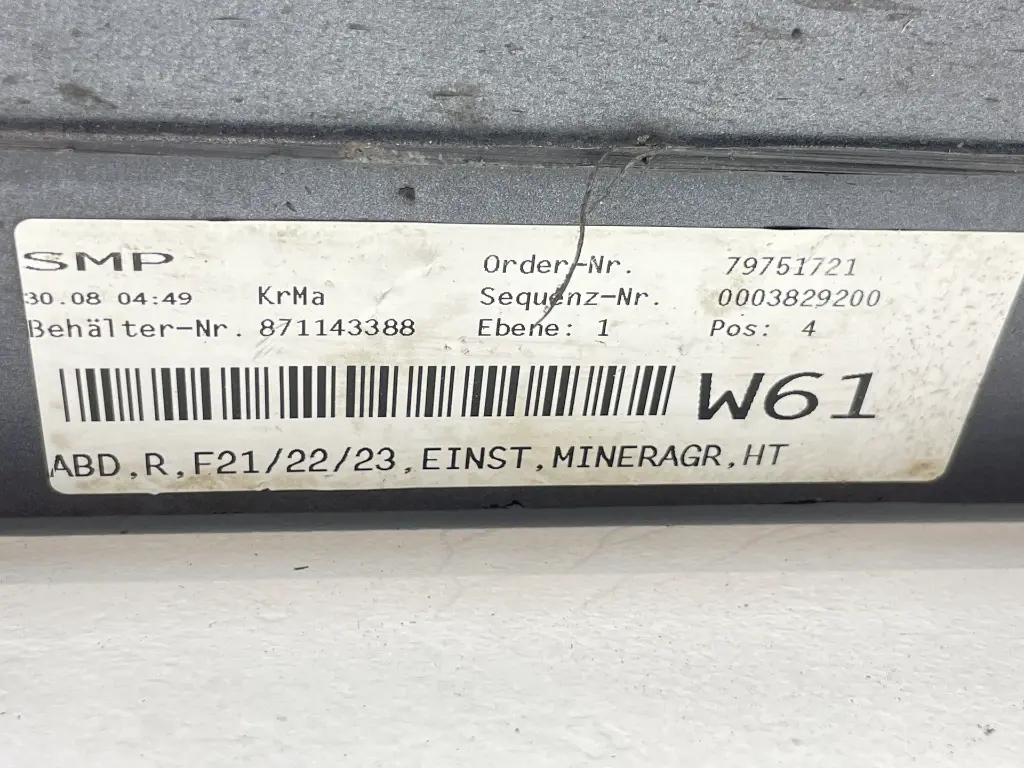 SMP
Order-Nr. 79751721
30.08 04:49 KrMa Sequenz-Nr. 0003829200
Behälter-Nr. 871143388 Ebene: 1 Pos: 4
W61
ABD,R,F21/22/23,EINST,MINERAGR,HT